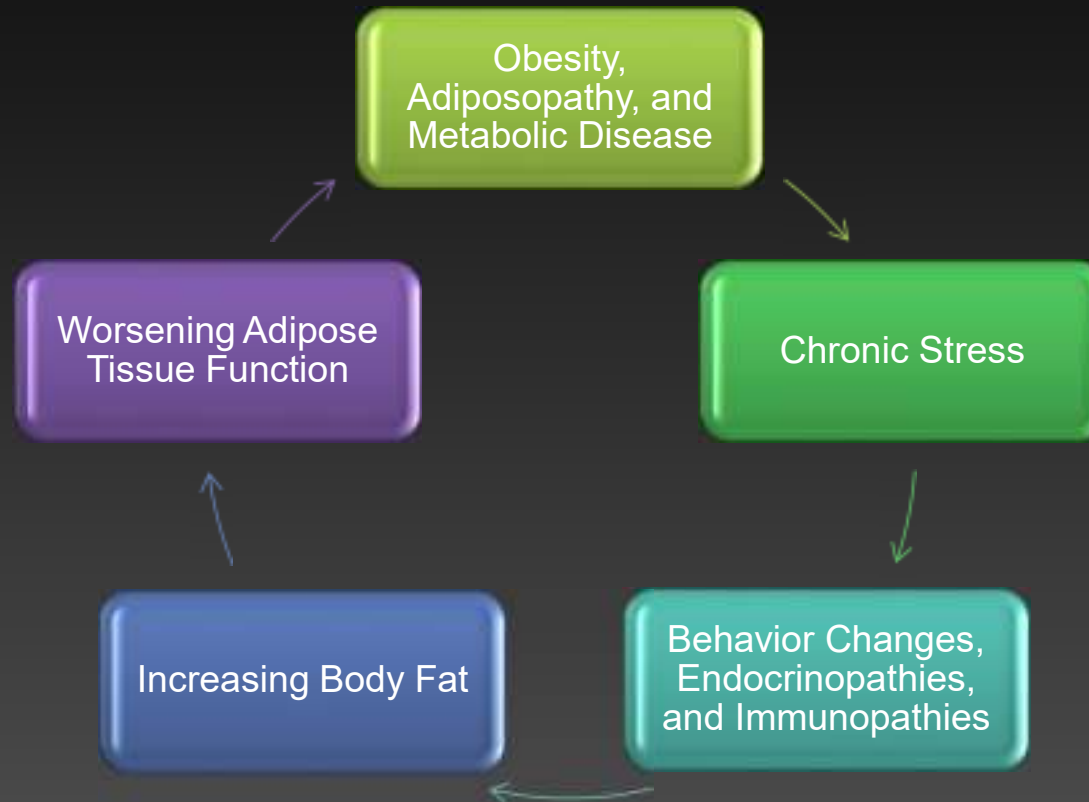 Obesity,
Adiposopathy, and
Metabolic Disease
Chronic Stress
Behavior Changes,
Endocrinopathies,
and Immunopathies
Increasing Body Fat
Worsening Adipose
Tissue Function